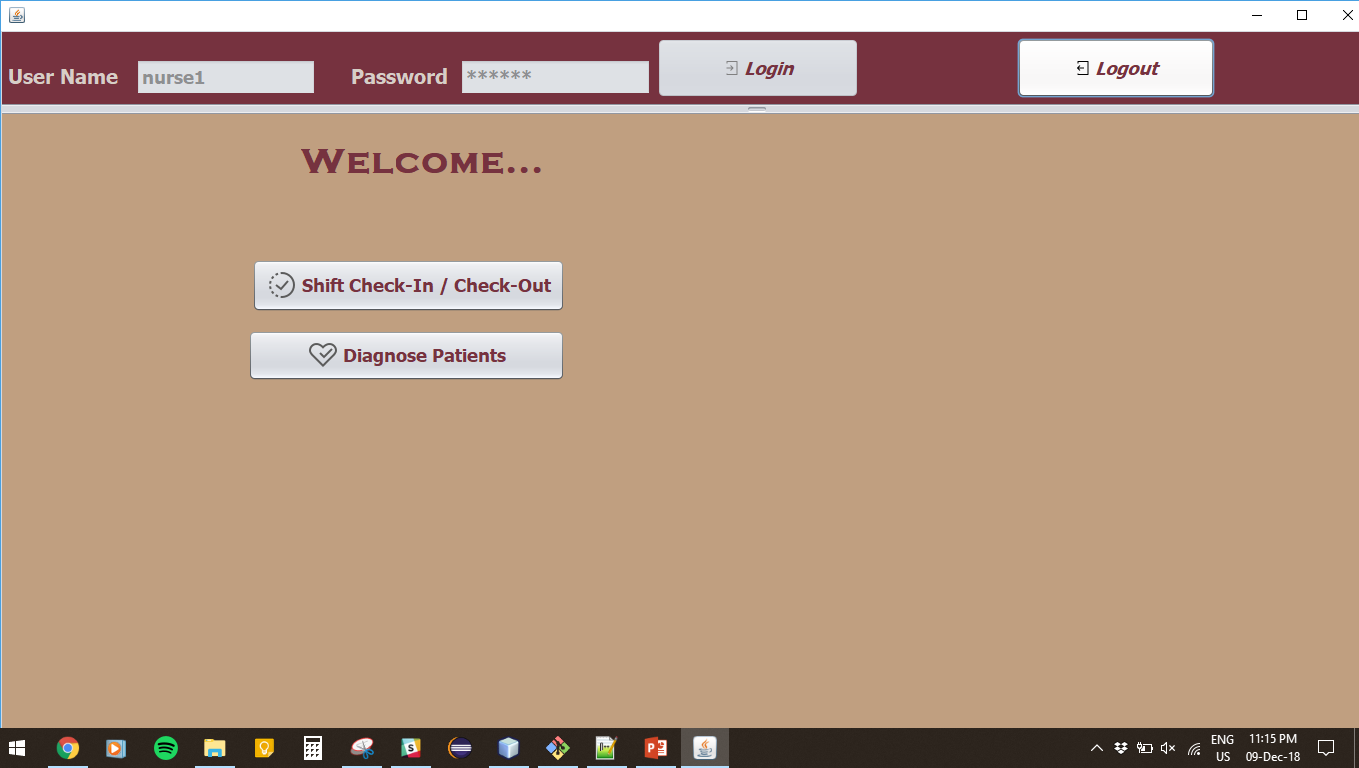 User Name nurse1 Password ****** Login Logout
Welcome...
Shift Check-In / Check-Out
Diagnose Patients
ENG 11:15 PM
US 09-Dec-18